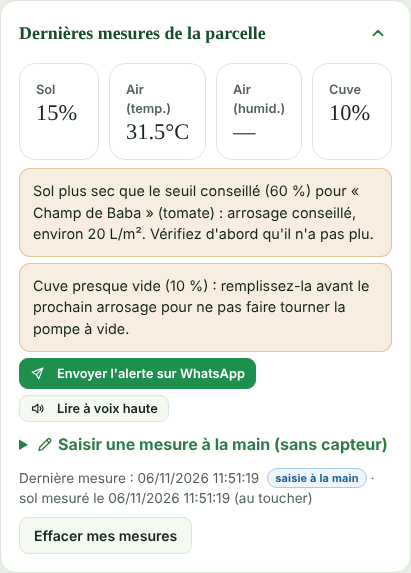 Dernières mesures de la parcelle
Sol
15%
Air
(temp.)
31.5°C
Air
(humid.)
—
Cuve
10%
Sol plus sec que le seuil conseillé (60 %) pour «
Champ de Baba » (tomate) : arrosage conseillé,
environ 20 L/m². Vérifiez d'abord qu'il n'a pas plu.
Cuve presque vide (10 %) : remplissez-la avant le
prochain arrosage pour ne pas faire tourner la
pompe à vide.
Envoyer l'alerte sur WhatsApp
Lire à voix haute
Saisir une mesure à la main (sans capteur)
Dernière mesure : 06/11/2026 11:51:19 saisie à la main ·
sol mesuré le 06/11/2026 11:51:19 (au toucher)
Effacer mes mesures